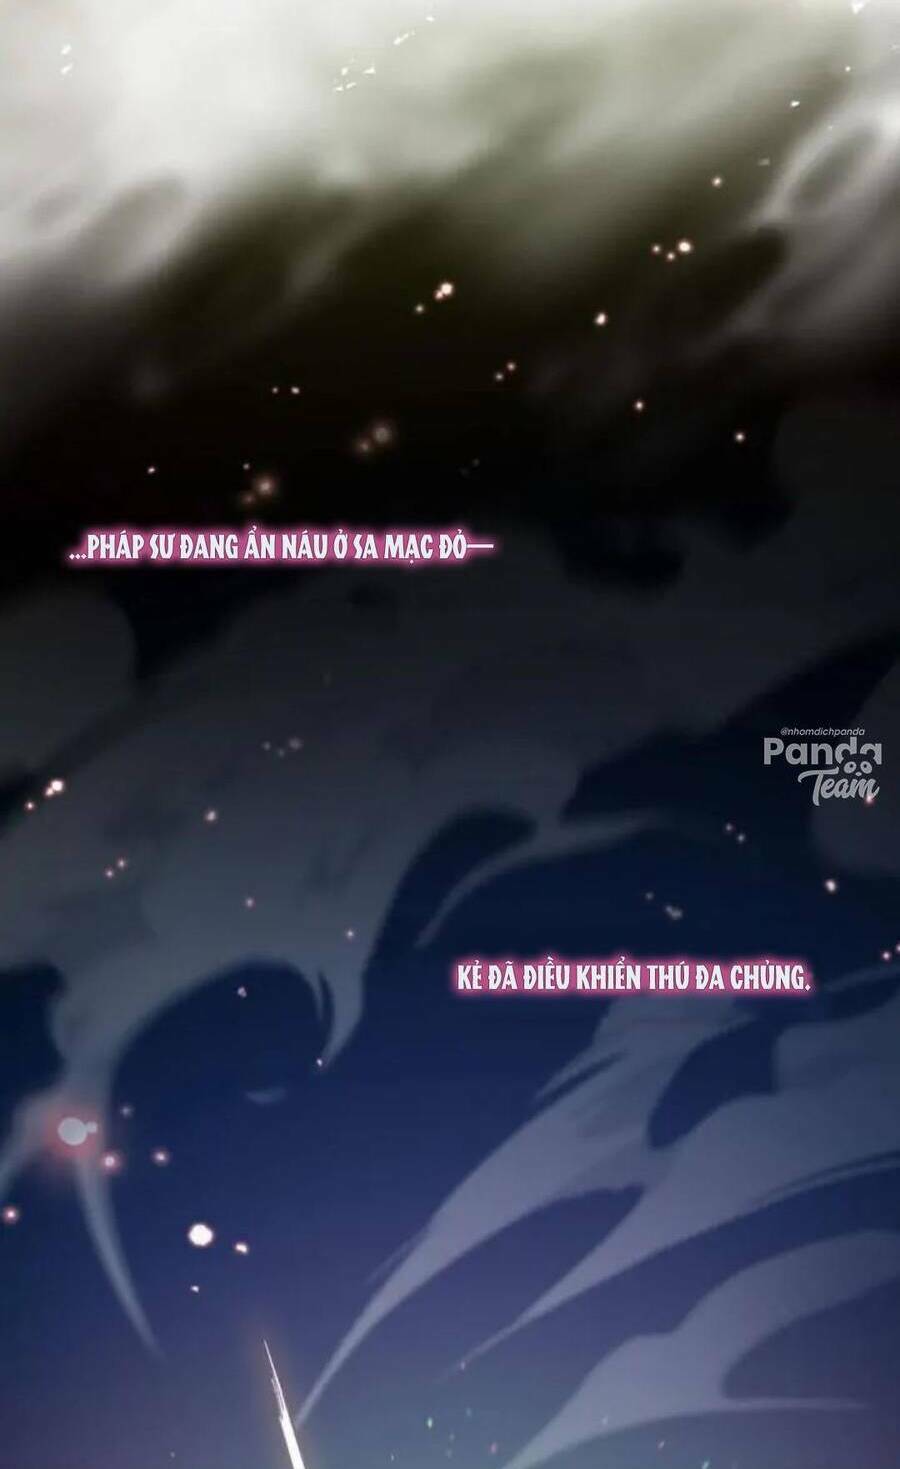 ...PHÁP SƯ ĐANG ẨN NÁU Ở SA MẠC ĐỎ—
@nhomdichpanda
Panda
Team
KẺ ĐÃ ĐIỀU KHIỂN THÚ ĐA CHỦNG.